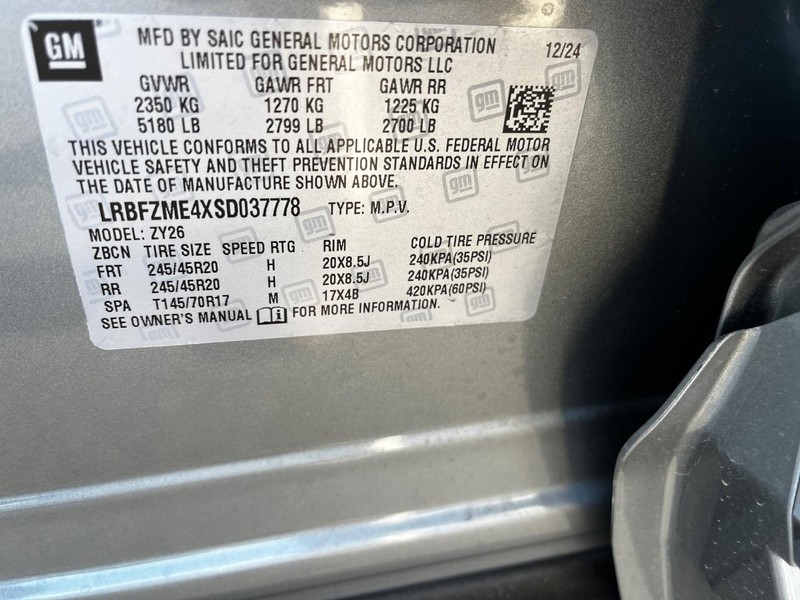 GM
MFD BY SAIC GENERAL MOTORS CORPORATION 12/24
LIMITED FOR GENERAL MOTORS LLC
GVWR GAWR FRT GAWR RR
2350 KG 1270 KG 1225 KG
5180 LB 2799 LB 2700 LB
THIS VEHICLE CONFORMS TO ALL APPLICABLE U.S. FEDERAL MOTOR
VEHICLE SAFETY AND THEFT PREVENTION STANDARDS IN EFFECT ON
THE DATE OF MANUFACTURE SHOWN ABOVE.
LRBFZME4XSD037778 TYPE: M.P.V.
MODEL: ZY26
ZBCN TIRE SIZE SPEED RTG RIM COLD TIRE PRESSURE
FRT 245/45R20 H 20X8.5J 240KPA(35PSI)
RR 245/45R20 H 20X8.5J 240KPA(35PSI)
SPA T145/70R17 M 17X4B 420KPA(60PSI)
SEE OWNER'S MANUAL i FOR MORE INFORMATION.